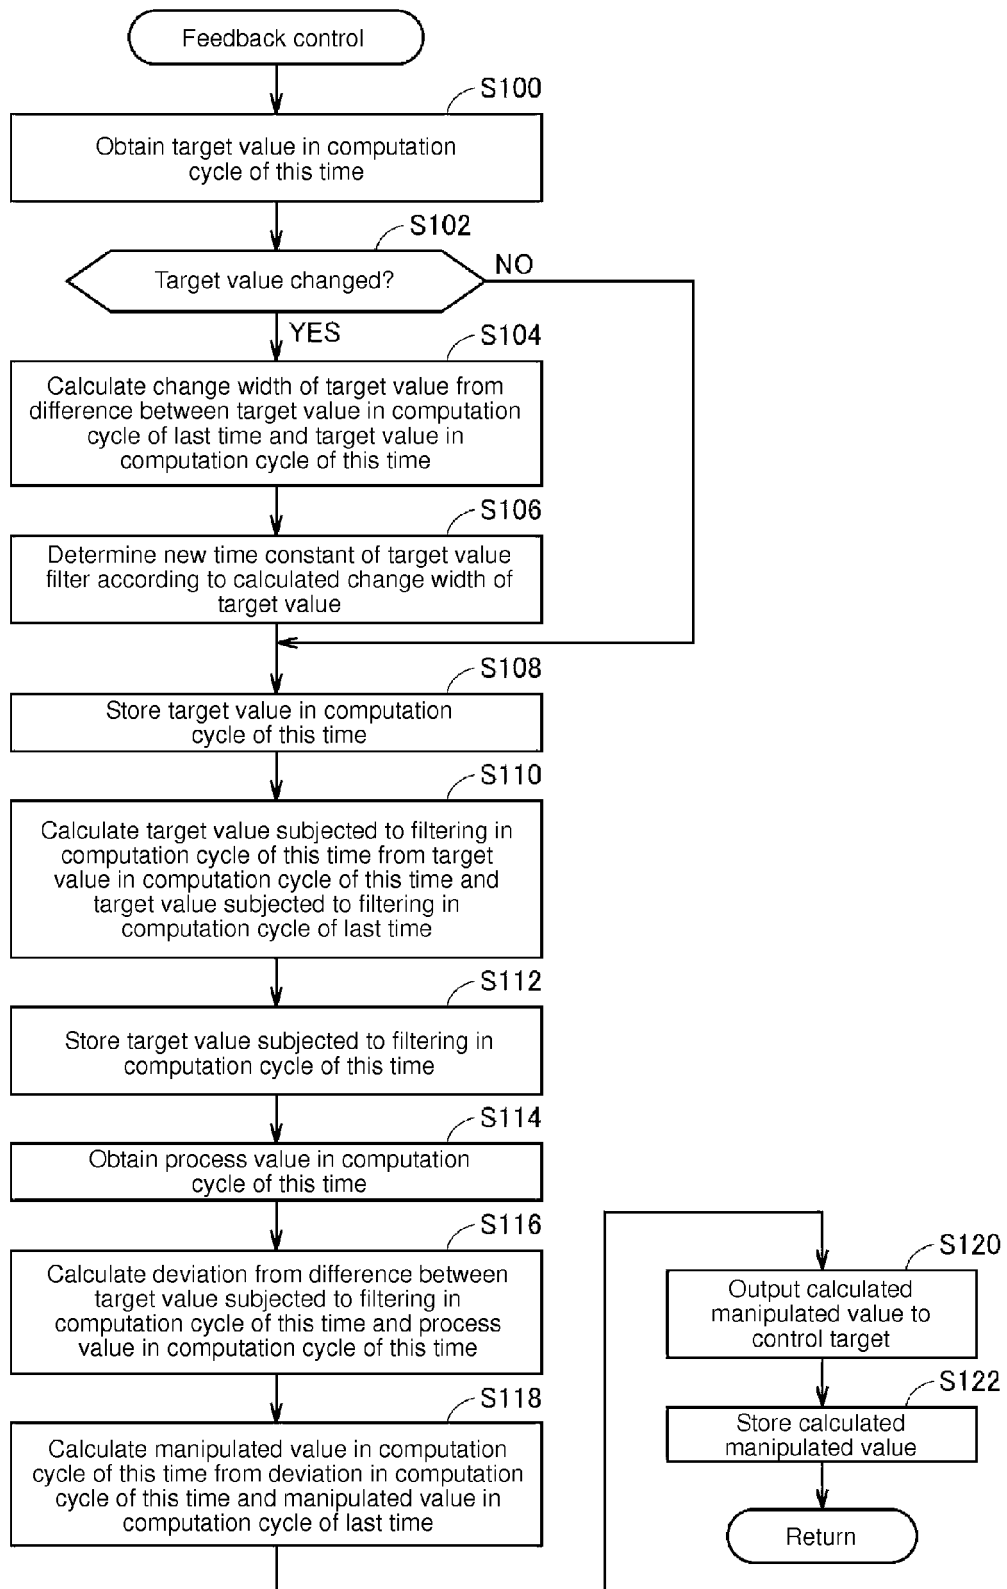 Feedback control
S100
Obtain target value in computation
cycle of this time
S102
Target value changed?
NO
YES
S104
Calculate change width of target value from
difference between target value in computation
cycle of last time and target value in
computation cycle of this time
S106
Determine new time constant of target value
filter according to calculated change width of
target value
S108
Store target value in computation
cycle of this time
S110
Calculate target value subjected to filtering in
computation cycle of this time from target
value in computation cycle of this time and
target value subjected to filtering in
computation cycle of last time
S112
Store target value subjected to filtering in
computation cycle of this time
S114
Obtain process value in computation
cycle of this time
S116
Calculate deviation from difference between
target value subjected to filtering in
computation cycle of this time and process
value in computation cycle of this time
S118
Calculate manipulated value in computation
cycle of this time from deviation in computation
cycle of this time and manipulated value in
computation cycle of last time
S120
Output calculated
manipulated value to
control target
S122
Store calculated
manipulated value
Return